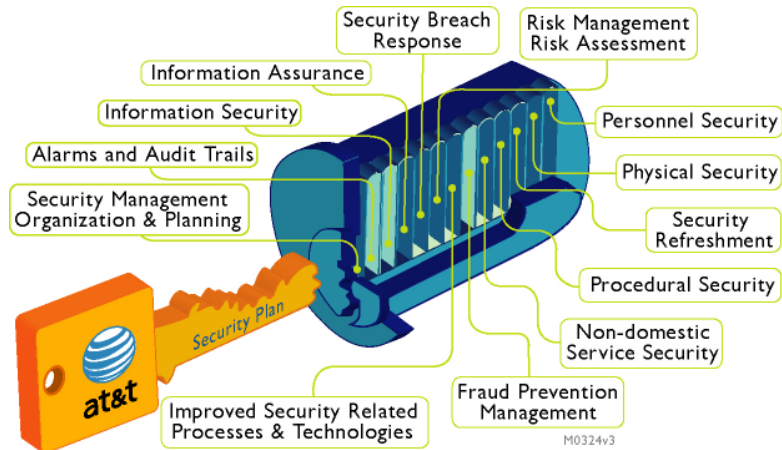 Security Breach
Response
Risk Management
Risk Assessment
Information Assurance
Information Security
Personnel Security
Alarms and Audit Trails
Physical Security
Security Management
Organization & Planning
Security
Refreshment
Procedural Security
Security Plan
at&t
Non-domestic
Service Security
Improved Security Related
Processes & Technologies
Fraud Prevention
Management
M0324v3